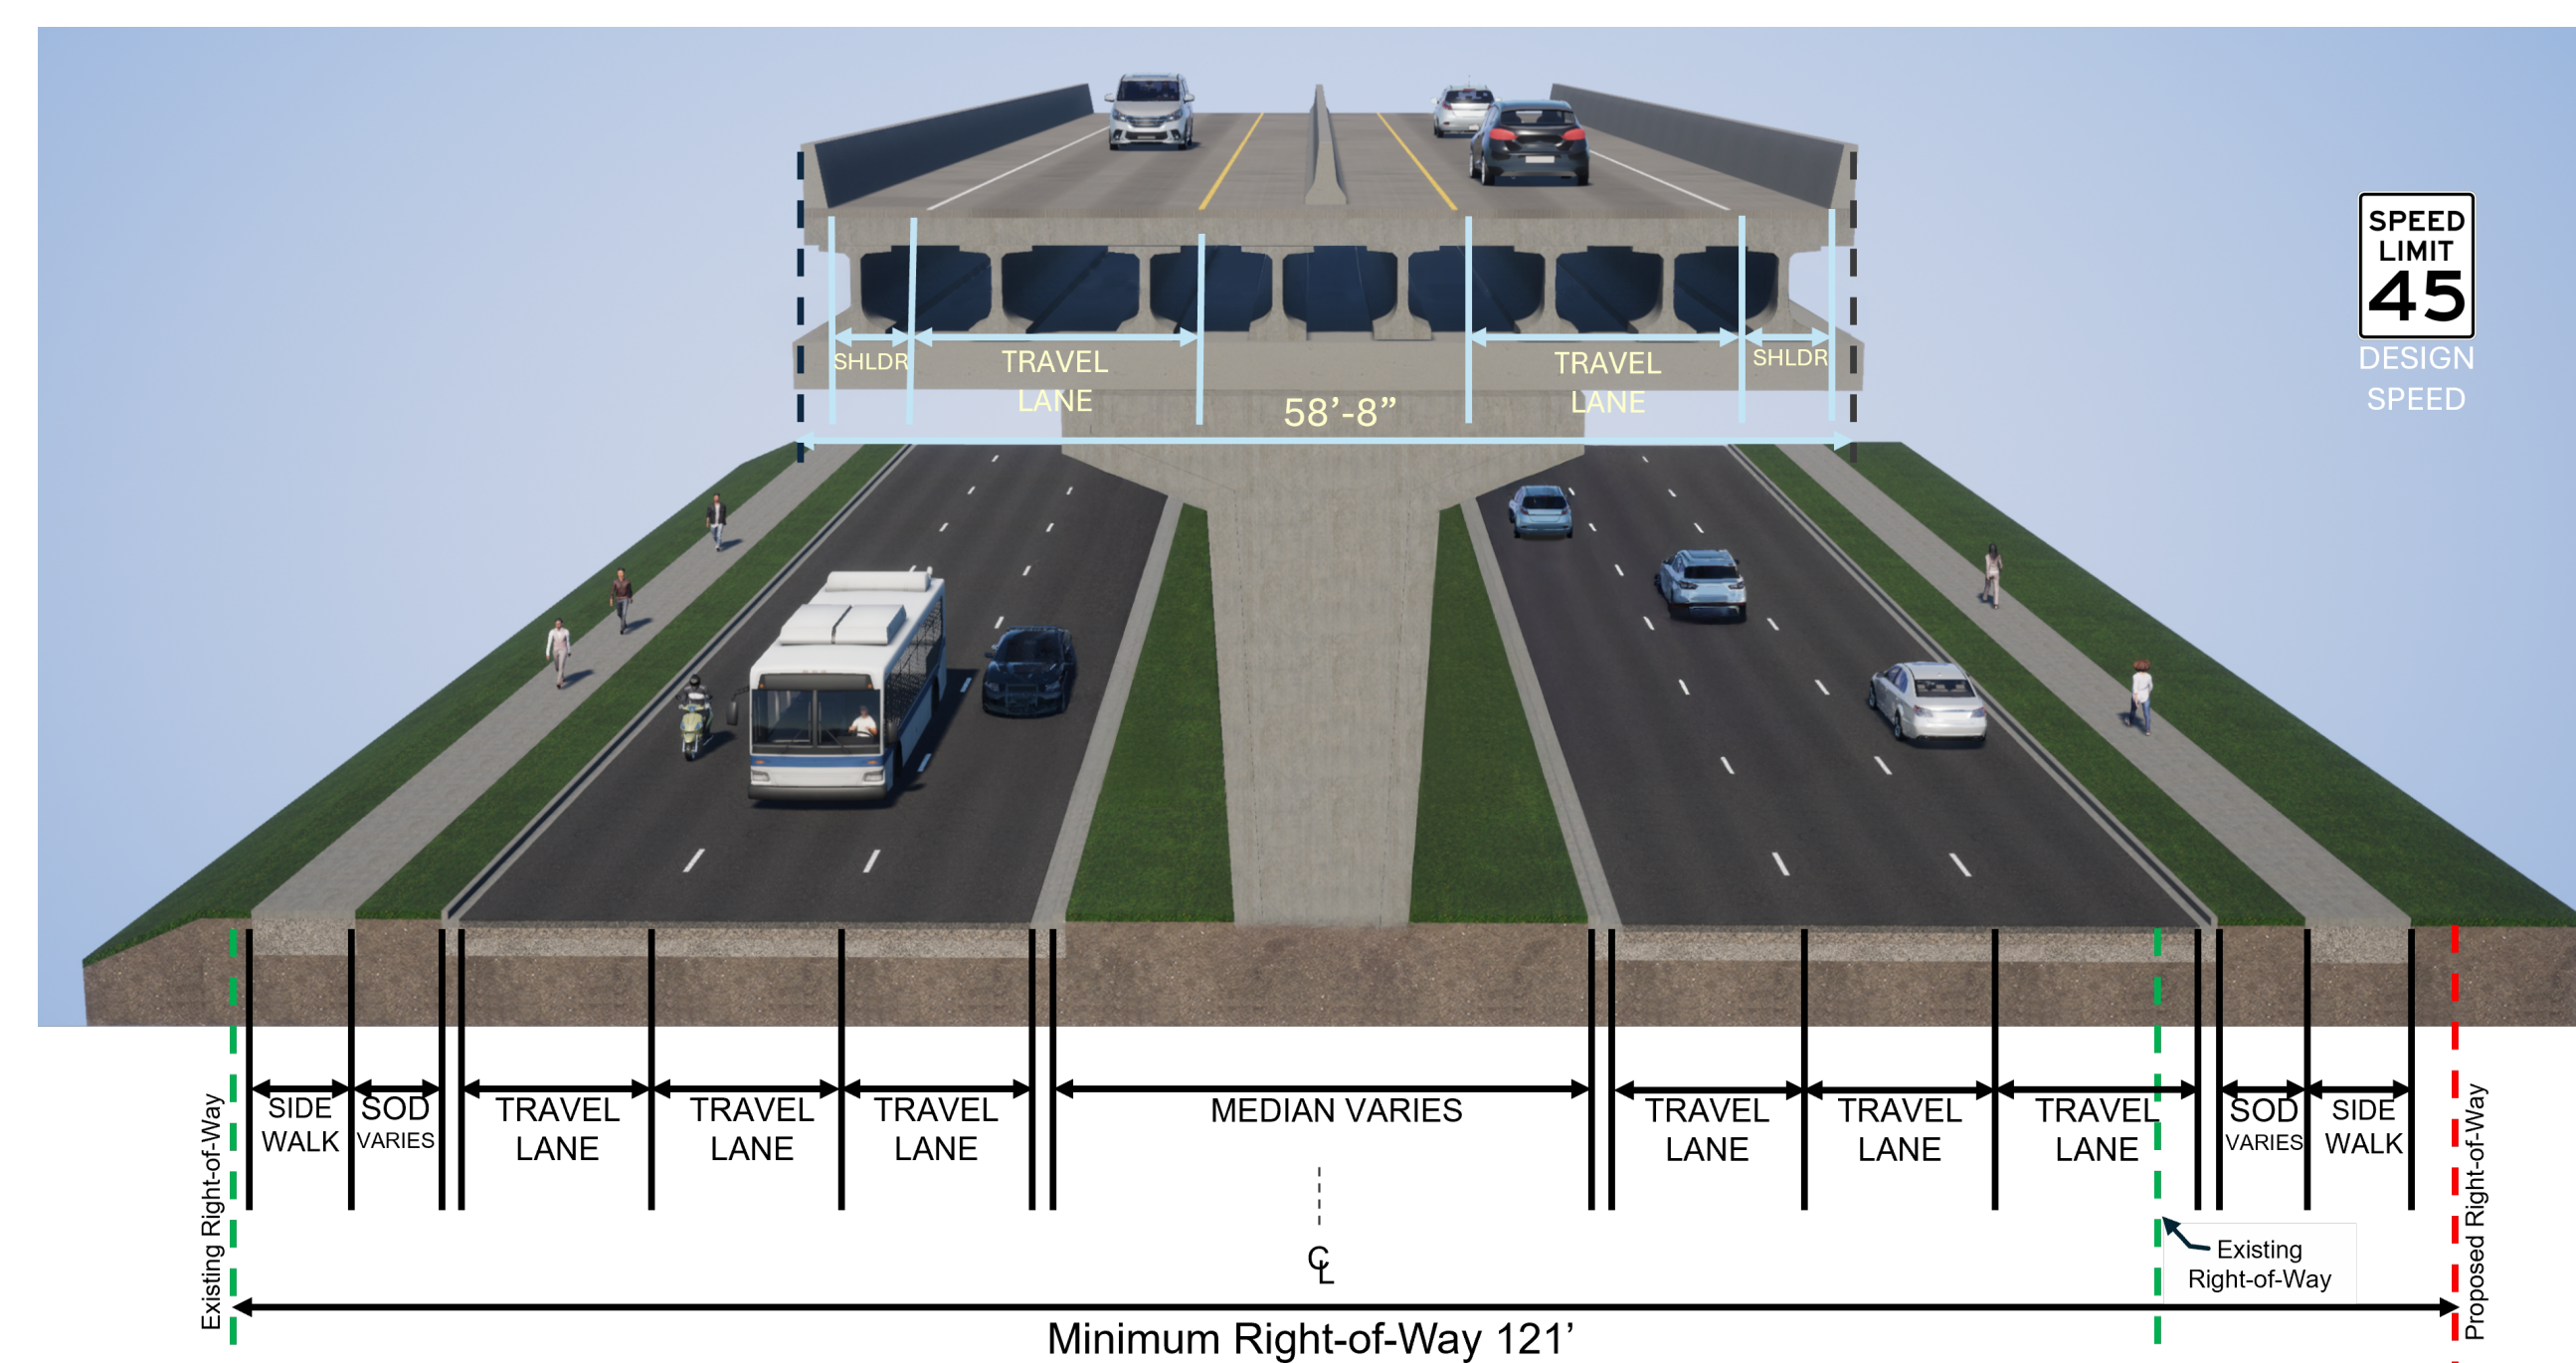 SPEED
LIMIT
45
DESIGN
SPEED
SHLDR
TRAVEL
LANE
58’-8”
TRAVEL
LANE
SHLDR
Existing Right-of-Way
SIDE
WALK
SOD
VARIES
TRAVEL
LANE
TRAVEL
LANE
TRAVEL
LANE
MEDIAN VARIES
TRAVEL
LANE
TRAVEL
LANE
TRAVEL
LANE
SOD
VARIES
SIDE
WALK
Proposed Right-of-Way
CL
Existing
Right-of-Way
Minimum Right-of-Way 121’